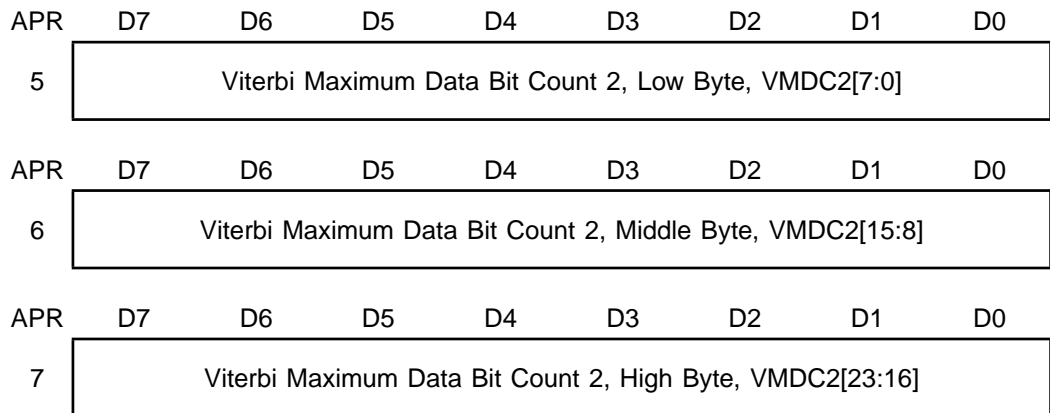 APR D7 D6 D5 D4 D3 D2 D1 D0
5 Viterbi Maximum Data Bit Count 2, Low Byte, VMDC2[7:0]
APR D7 D6 D5 D4 D3 D2 D1 D0
6 Viterbi Maximum Data Bit Count 2, Middle Byte, VMDC2[15:8]
APR D7 D6 D5 D4 D3 D2 D1 D0
7 Viterbi Maximum Data Bit Count 2, High Byte, VMDC2[23:16]